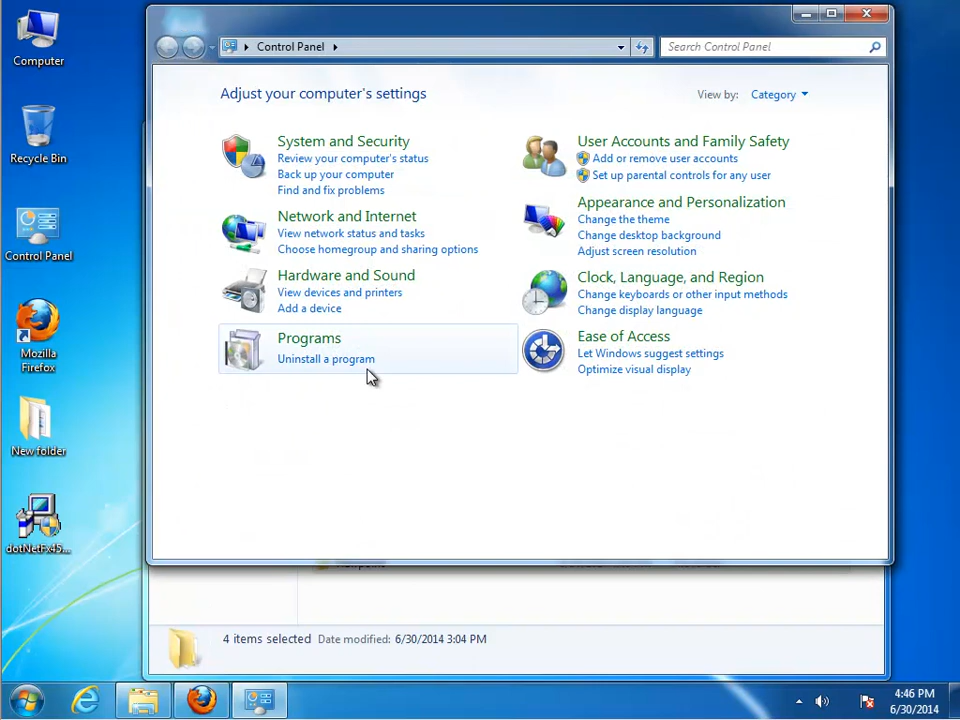 Computer
Recycle Bin
Control Panel
Mozilla
Firefox
New folder
dotNetFx45...
Control Panel
Search Control Panel
Adjust your computer's settings
View by: Category
System and Security
Review your computer's status
Back up your computer
Find and fix problems
Network and Internet
View network status and tasks
Choose homegroup and sharing options
Hardware and Sound
View devices and printers
Add a device
Programs
Uninstall a program
User Accounts and Family Safety
Add or remove user accounts
Set up parental controls for any user
Appearance and Personalization
Change the theme
Change desktop background
Adjust screen resolution
Clock, Language, and Region
Change keyboards or other input methods
Change display language
Ease of Access
Let Windows suggest settings
Optimize visual display
4 items selected Date modified: 6/30/2014 3:04 PM
4:46 PM
6/30/2014